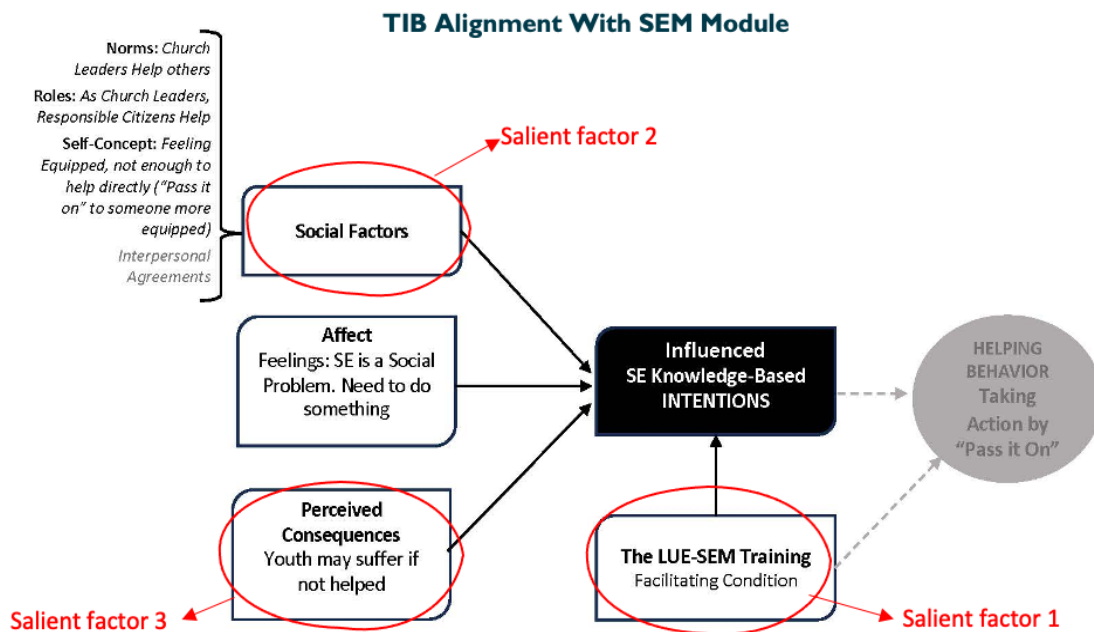 TIB Alignment With SEM Module
Norms: Church
Leaders Help others
Roles: As Church Leaders,
Responsible Citizens Help
Self-Concept: Feeling
Equipped, not enough to
help directly ("Pass it
on" to someone more
equipped)
Interpersonal
Agreements
Salient factor 2
Social Factors
Affect
Feelings: SE is a Social
Problem. Need to do
something
Influenced
SE Knowledge-Based
INTENTIONS
HELPING
BEHAVIOR
Taking
Action by
"Pass it On"
Perceived
Consequences
Youth may suffer if
not helped
The LUE-SEM Training
Facilitating Condition
Salient factor 3
Salient factor 1